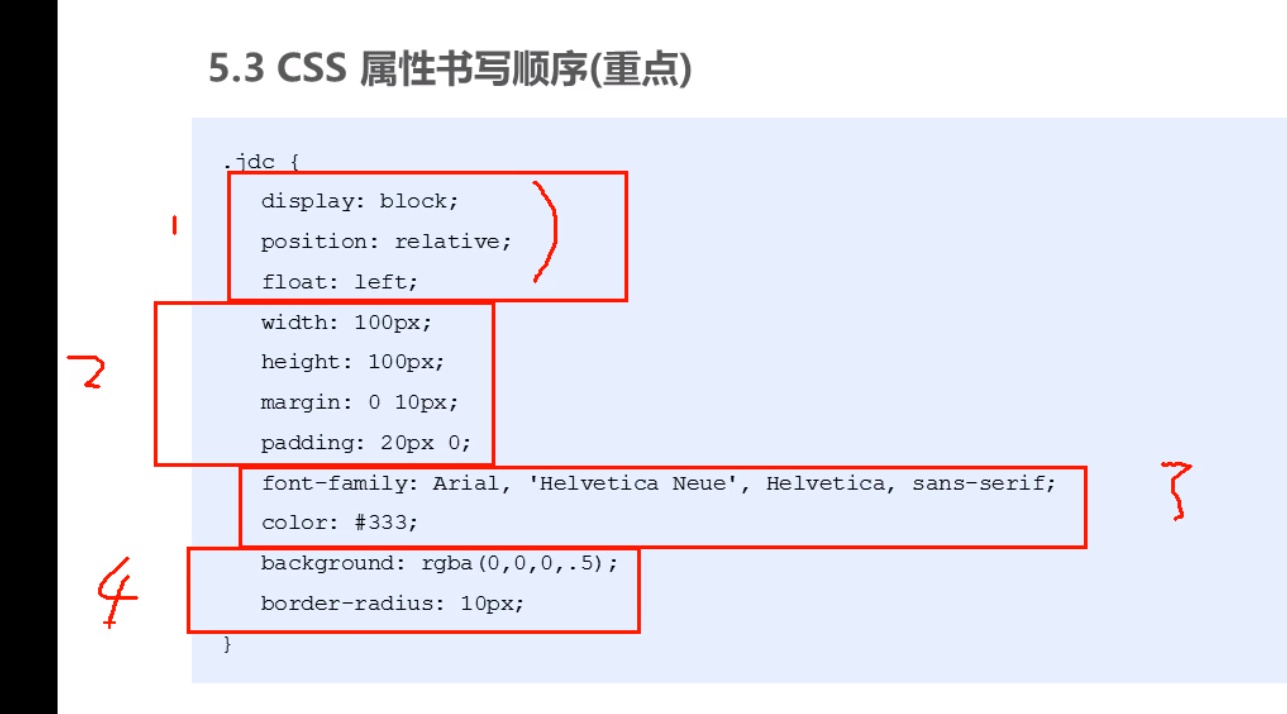 5.3 CSS 属性书写顺序(重点)
.jdc {
1
display: block;
position: relative;
float: left;
2
width: 100px;
height: 100px;
margin: 0 10px;
padding: 20px 0;
3
font-family: Arial, 'Helvetica Neue', Helvetica, sans-serif;
color: #333;
4
background: rgba(0,0,0,.5);
border-radius: 10px;
}